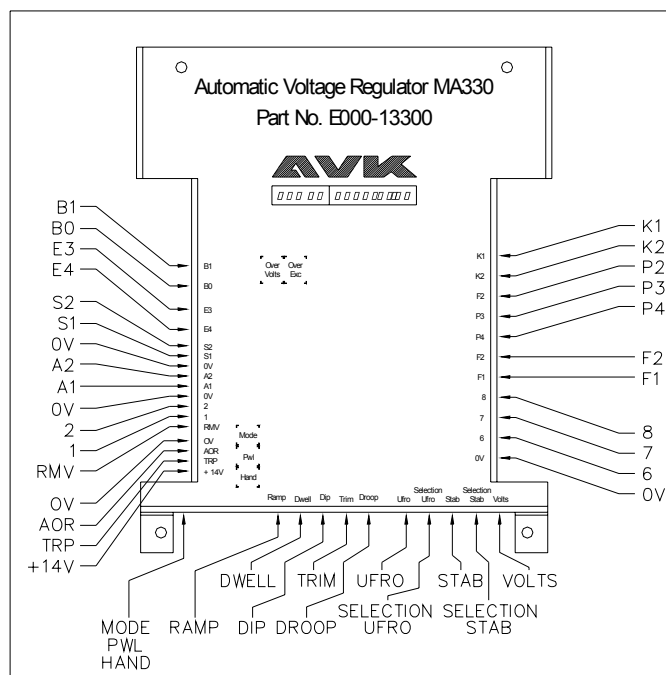 Automatic Voltage Regulator MA330
Part No. E000-13300
AVK
B1
B0
E3
E4
S2
S1
0V
A2
A1
0V
2
1
RMV
0V
AOR
TRP
+14V
B1
B0
E3
E4
S2
S1
0V
A2
A1
0V
2
1
RMV
0V
AOR
TRP
+ 14V
Over Volts
Over Exc
Mode
Pwl
Hand
K1
K2
F2
P3
P4
F2
F1
8
7
6
0V
K1
K2
P2
P3
P4
F2
F1
8
7
6
0V
Ramp Dwell Dip Trim Droop Ufro Selection Ufro Stab Selection Stab Volts
DWELL TRIM UFRO STAB VOLTS
MODE PWL HAND
RAMP DIP DROOP SELECTION UFRO SELECTION STAB